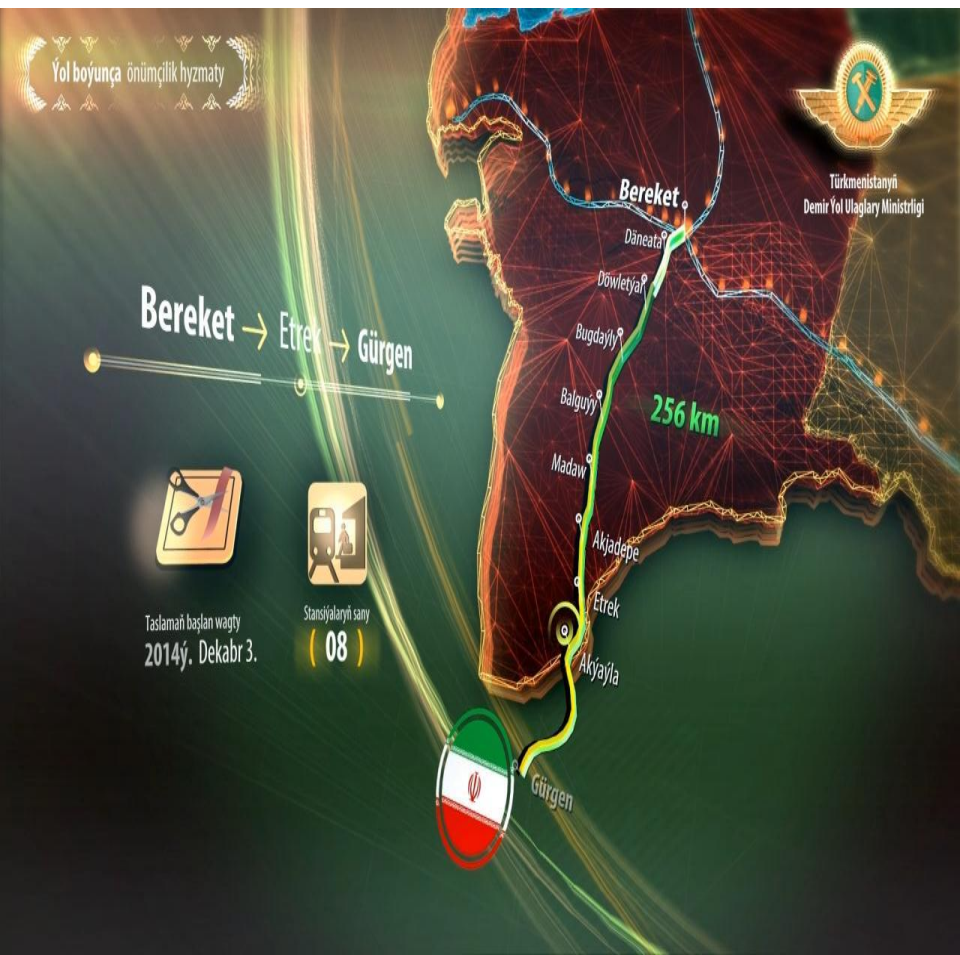 Ýol boýunça önümçilik hyzmaty
Türkmenistanyň
Demir Ýol Ulaglary Ministrligi
Bereket
Däneata
Döwletýar
Bugdaýly
Balguýy
Madaw
Akjadepe
Etrek
Akýaýla
Gürgen
256 km
Bereket → Etrek → Gürgen
Taslamaň başlan wagty
2014ý. Dekabr 3.
Stansiýalaryň sany
( 08 )